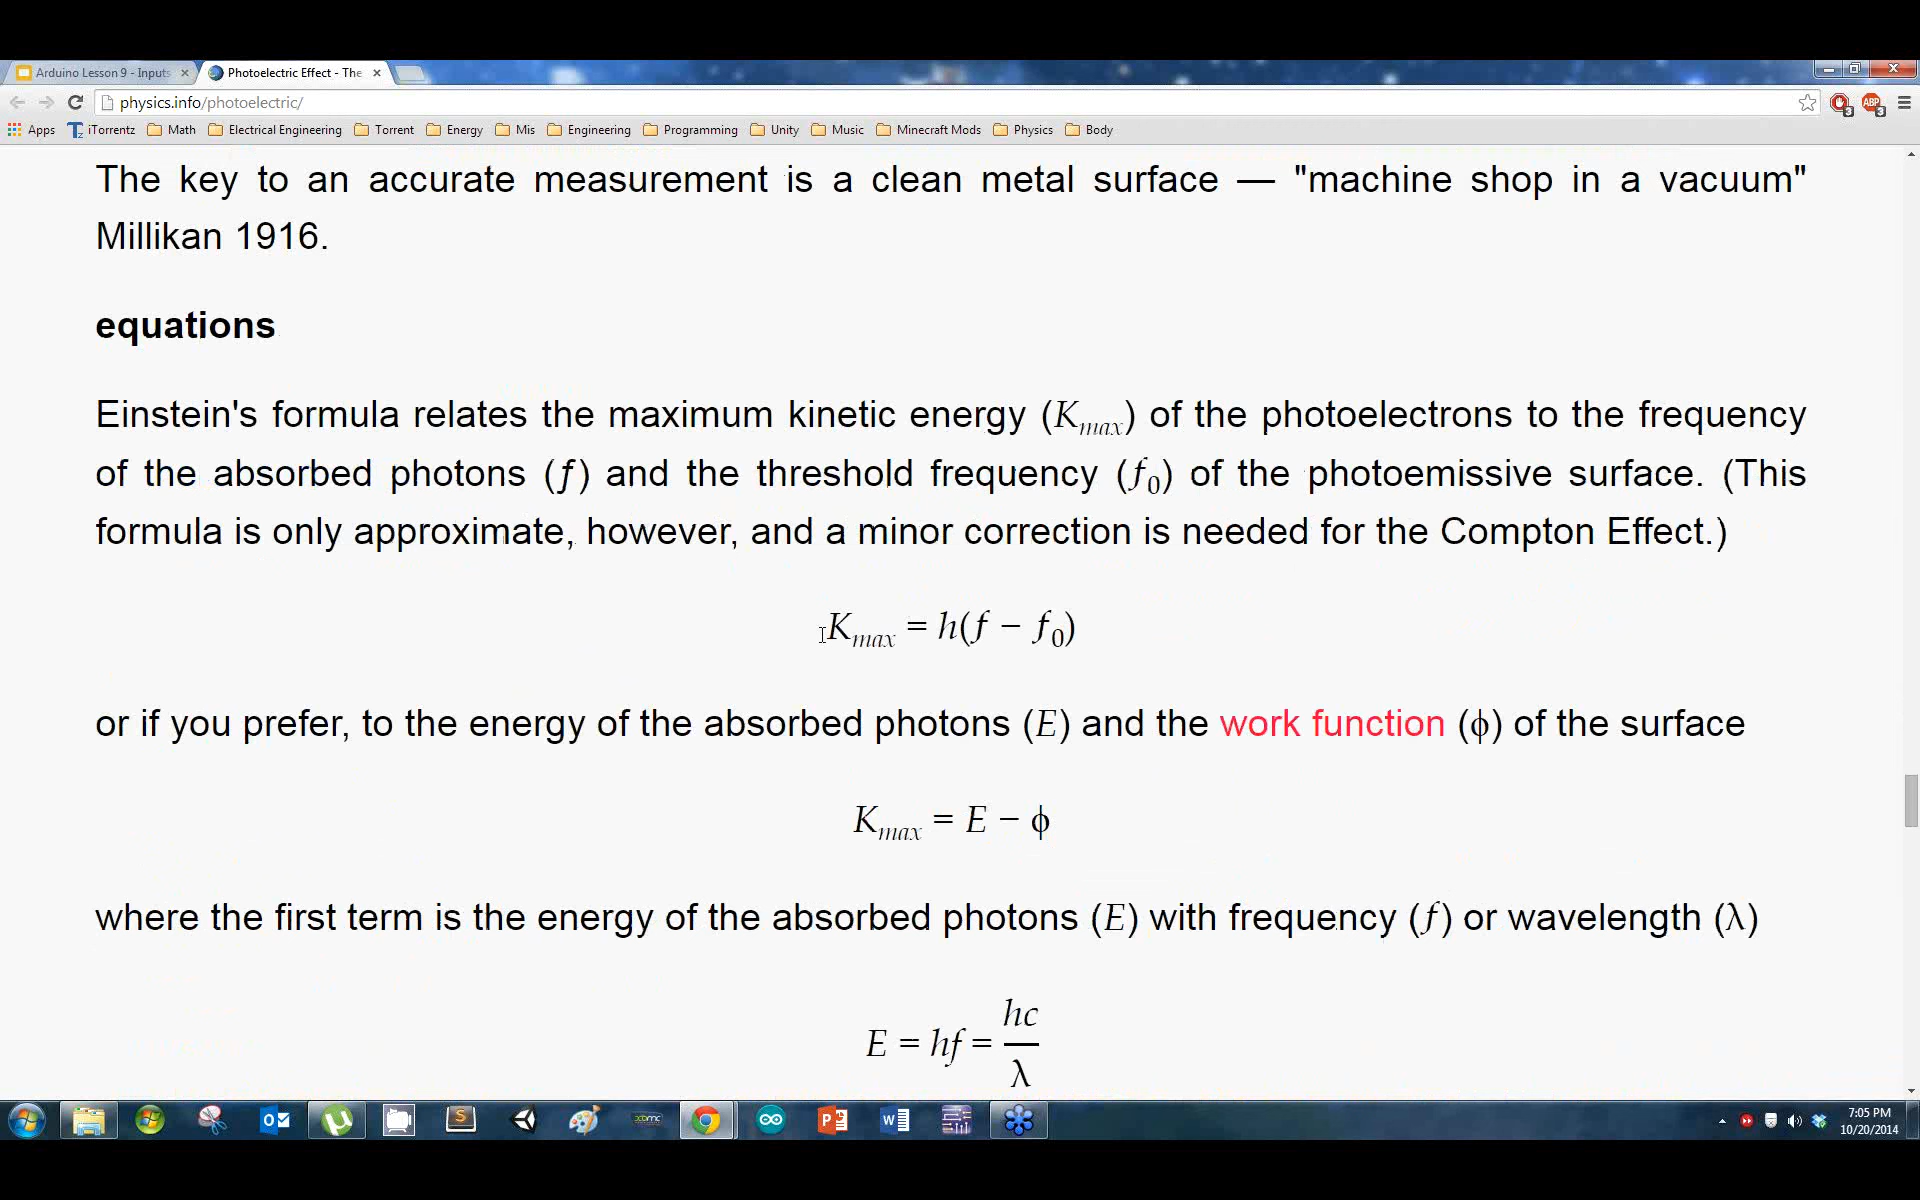 Arduino Lesson 9 - Inputs
Photoelectric Effect - The
physics.info/photoelectric/
3
ABP
3
Apps
iTorrentz
Math
Electrical Engineering
Torrent
Energy
Mis
Engineering
Programming
Unity
Music
Minecraft Mods
Physics
Body
The key to an accurate measurement is a clean metal surface — "machine shop in a vacuum"
Millikan 1916.
equations
Einstein's formula relates the maximum kinetic energy (Kmax) of the photoelectrons to the frequency
of the absorbed photons (f) and the threshold frequency (f0) of the photoemissive surface. (This
formula is only approximate, however, and a minor correction is needed for the Compton Effect.)
Kmax = h(f − f0)
or if you prefer, to the energy of the absorbed photons (E) and the work function (ϕ) of the surface
Kmax = E − ϕ
where the first term is the energy of the absorbed photons (E) with frequency (f) or wavelength (λ)
E = hf = hc
λ
7:05 PM
10/20/2014